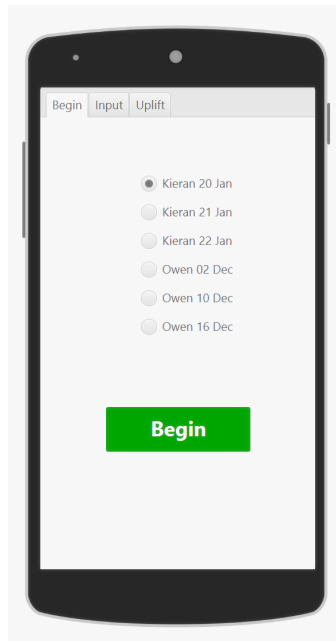 Begin Input Uplift
Kieran 20 Jan
Kieran 21 Jan
Kieran 22 Jan
Owen 02 Dec
Owen 10 Dec
Owen 16 Dec
Begin